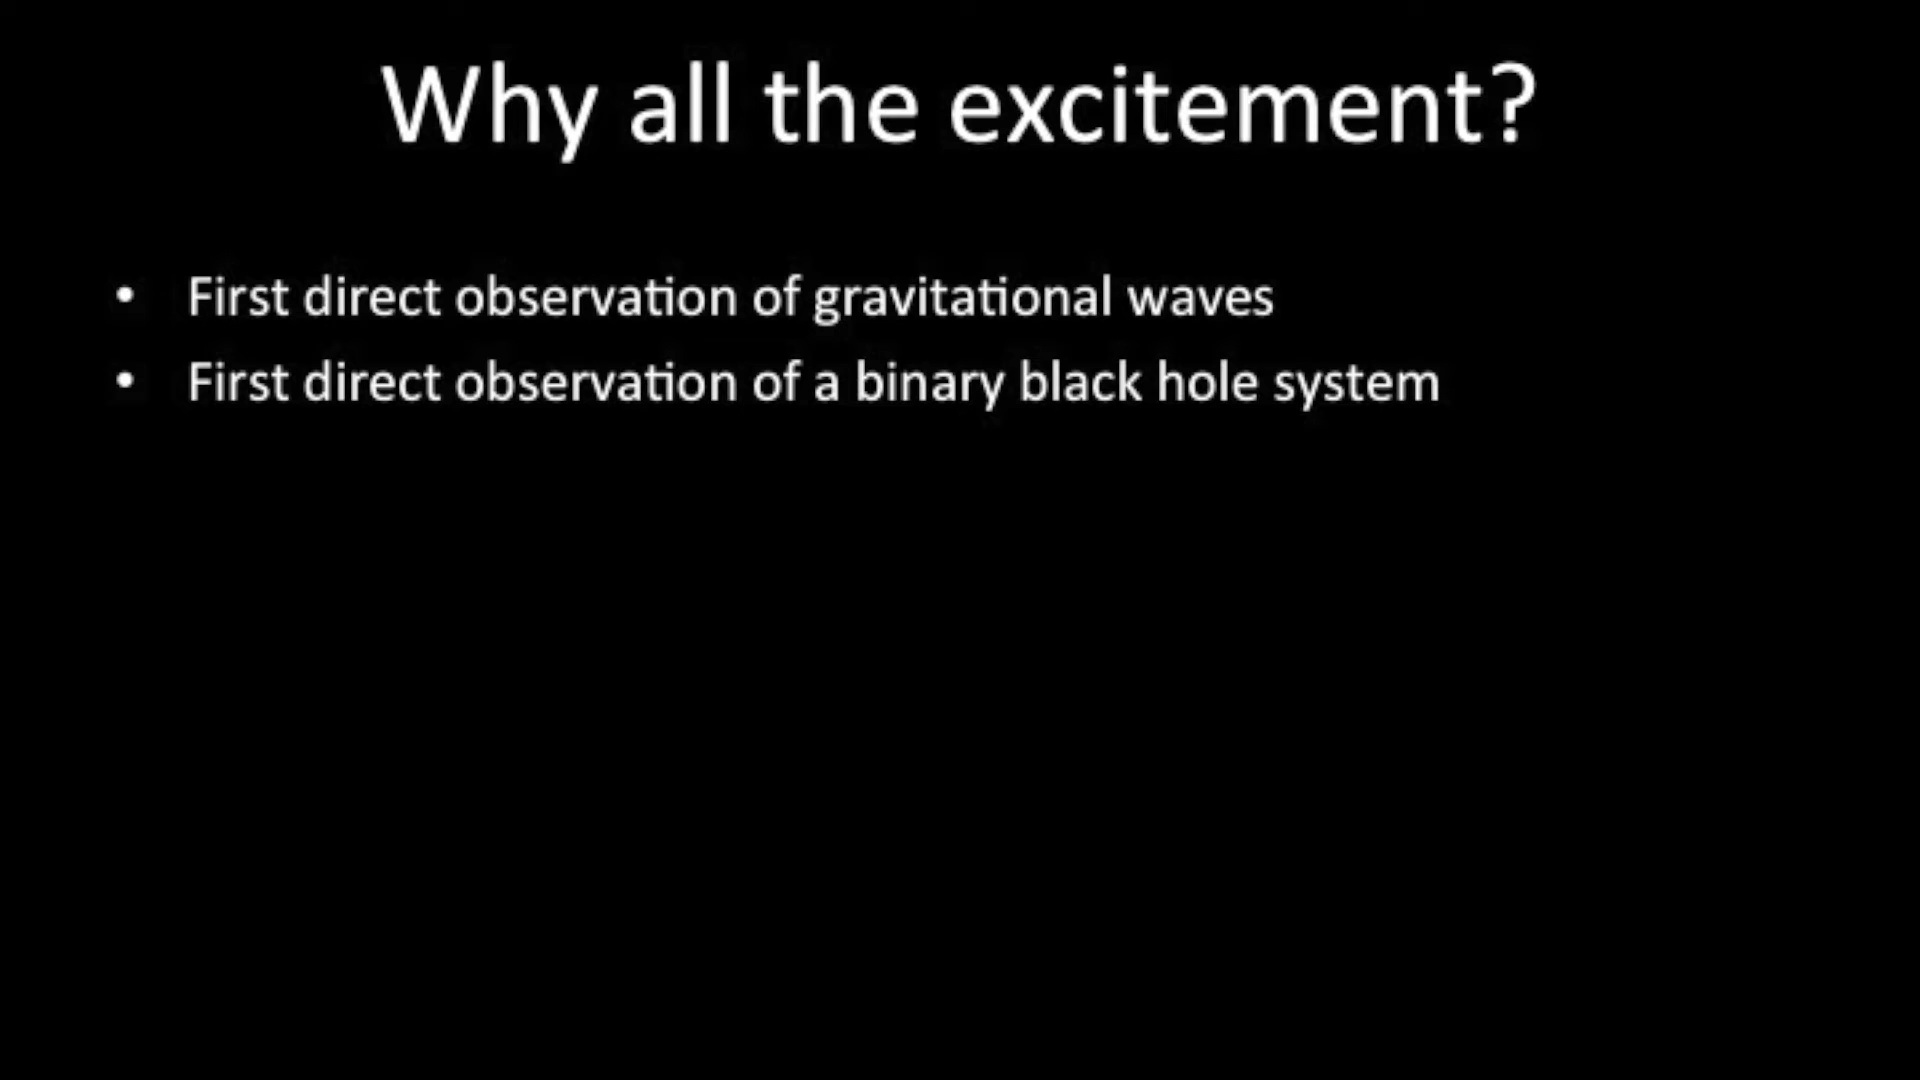 Why all the excitement?
• First direct observation of gravitational waves
• First direct observation of a binary black hole system